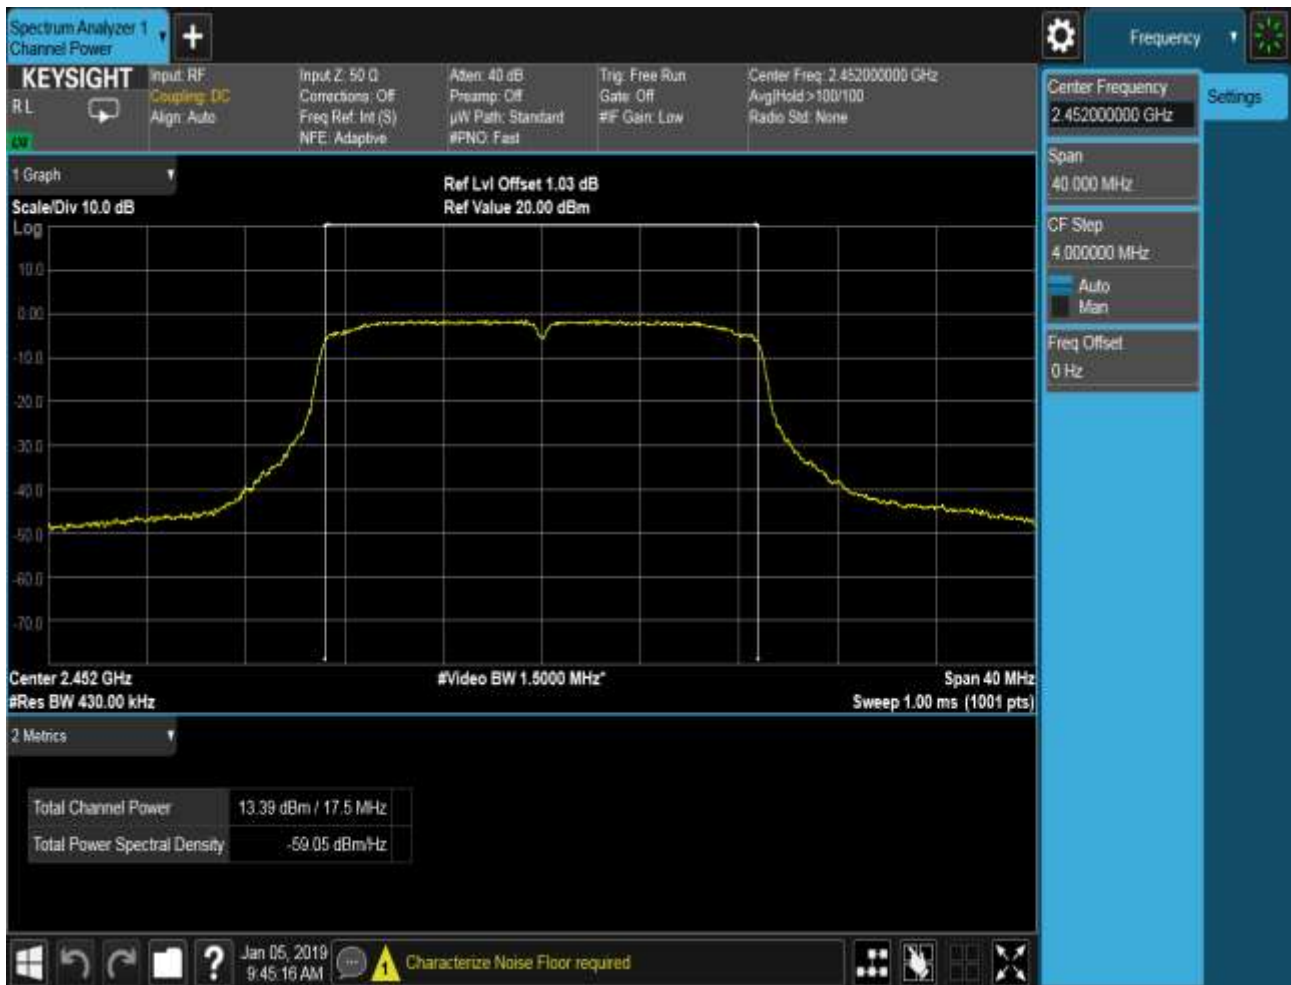 Spectrum Analyzer 1
Channel Power
Frequency
KEYSIGHT
R L
Input: RF
Coupling: DC
Align: Auto
Input Z: 50 Ω
Corrections: Off
Freq Ref: Int (S)
NFE: Adaptive
Atten: 40 dB
Preamp: Off
µW Path: Standard
#PNO: Fast
Trig: Free Run
Gate: Off
#IF Gain: Low
Center Freq: 2.452000000 GHz
Avg|Hold:>100/100
Radio Std: None
Center Frequency
2.452000000 GHz
Settings
Span
40.000 MHz
CF Step
4.000000 MHz
Auto
Man
Freq Offset
0 Hz
1 Graph
Scale/Div 10.0 dB
Ref Lvl Offset 1.03 dB
Ref Value 20.00 dBm
Log
10.0
0.00
-10.0
-20.0
-30.0
-40.0
-50.0
-60.0
-70.0
Center 2.452 GHz
#Video BW 1.5000 MHz*
Span 40 MHz
#Res BW 430.00 kHz
Sweep 1.00 ms (1001 pts)
2 Metrics
Total Channel Power 13.39 dBm / 17.5 MHz
Total Power Spectral Density -59.05 dBm/Hz
Jan 05, 2019
9:45:16 AM
1
Characterize Noise Floor required